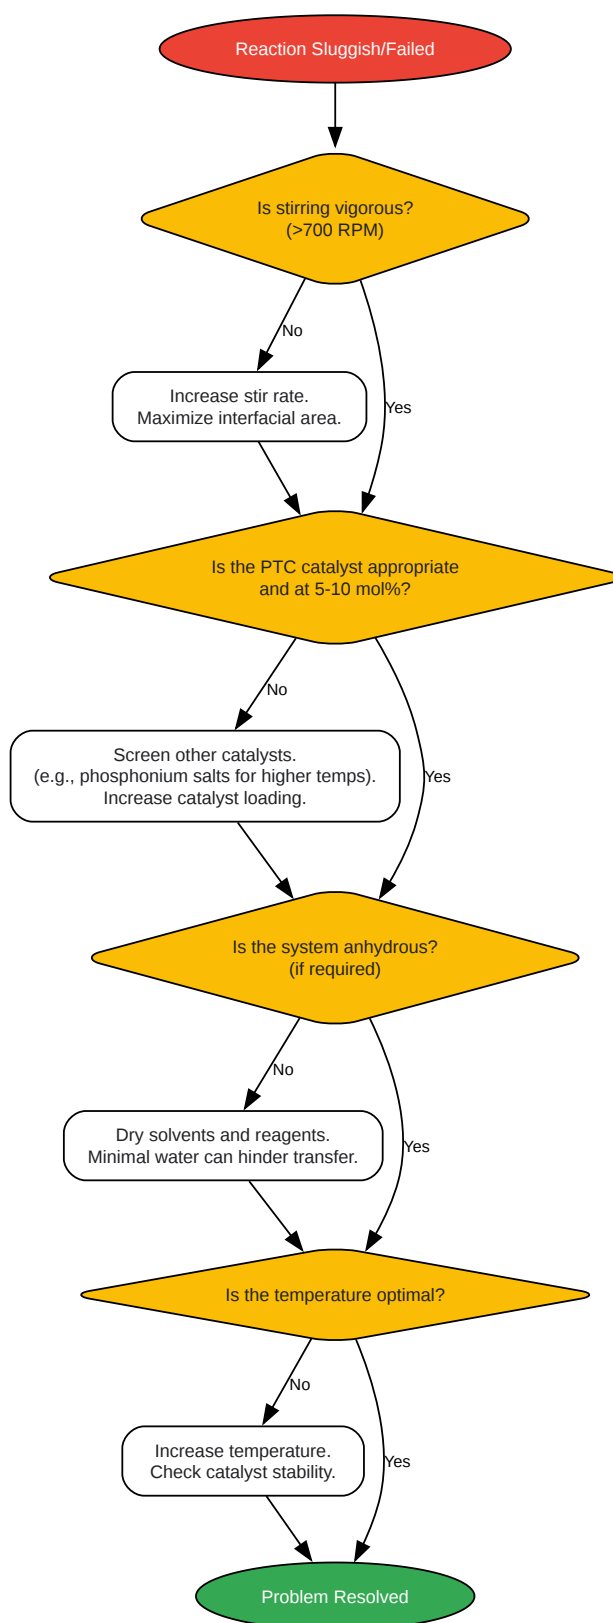 Reaction Sluggish/Failed
Is stirring vigorous?
(>700 RPM)
No
Increase stir rate.
Maximize interfacial area.
Yes
Is the PTC catalyst appropriate
and at 5-10 mol%?
No
Screen other catalysts.
(e.g., phosphonium salts for higher temps).
Increase catalyst loading.
Yes
Is the system anhydrous?
(if required)
No
Dry solvents and reagents.
Minimal water can hinder transfer.
Yes
Is the temperature optimal?
No
Increase temperature.
Check catalyst stability.
Yes
Problem Resolved